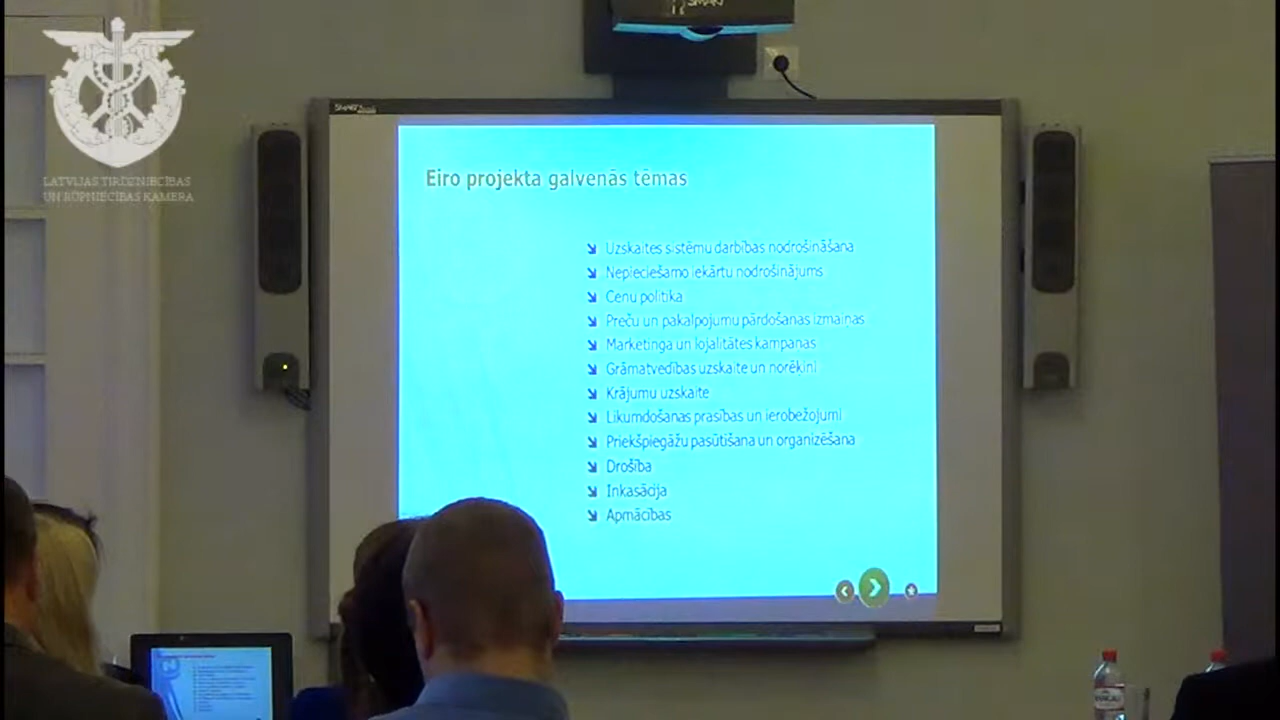 LATVIJAS TIRDZNIECĪBAS
UN RŪPNIECĪBAS KAMERA
SMART
Eiro projekta galvenās tēmas
Uzskaites sistēmu darbības nodrošināšana
Nepieciešamo iekārtu nodrošinājums
Cenu politika
Preču un pakalpojumu pārdošanas izmaiņas
Marketinga un lojalitātes kampaņas
Grāmatvedības uzskaite un norēķini
Krājumu uzskaite
Likumdošanas prasības un ierobežojumi
Priekšpiegāžu pasūtišana un organizēšana
Drošība
Inkasācija
Apmācības